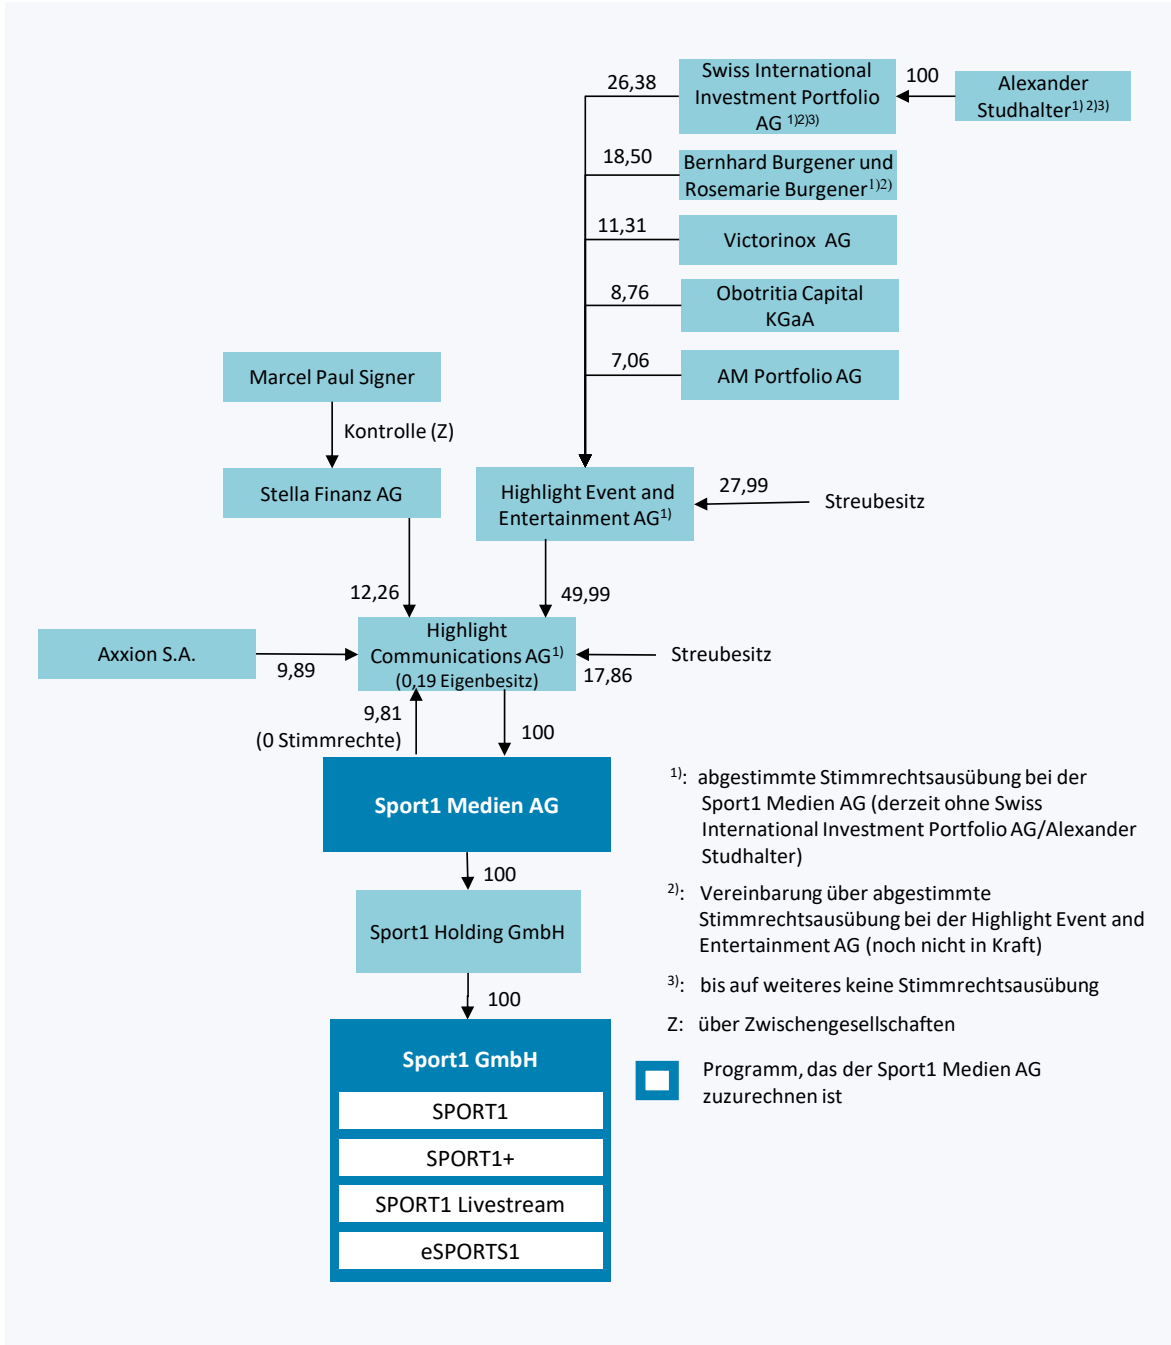 26,38
Swiss International
Investment Portfolio
AG ¹⁾²⁾³⁾
100
Alexander
Studhalter¹⁾ ²⁾³⁾
18,50
Bernhard Burgener und
Rosemarie Burgener¹⁾²⁾
11,31
Victorinox AG
8,76
Obotritia Capital
KGaA
7,06
AM Portfolio AG
Marcel Paul Signer
Kontrolle (Z)
Stella Finanz AG
Highlight Event and
Entertainment AG¹⁾
27,99
Streubesitz
12,26
49,99
Axxion S.A.
9,89
Highlight
Communications AG¹⁾
(0,19 Eigenbesitz)
17,86
Streubesitz
9,81
(0 Stimmrechte)
100
Sport1 Medien AG
100
Sport1 Holding GmbH
100
Sport1 GmbH
SPORT1
SPORT1+
SPORT1 Livestream
eSPORTS1
¹⁾: abgestimmte Stimmrechtsausübung bei der
Sport1 Medien AG (derzeit ohne Swiss
International Investment Portfolio AG/Alexander
Studhalter)
²⁾: Vereinbarung über abgestimmte
Stimmrechtsausübung bei der Highlight Event and
Entertainment AG (noch nicht in Kraft)
³⁾: bis auf weiteres keine Stimmrechtsausübung
Z: über Zwischengesellschaften
Programm, das der Sport1 Medien AG
zuzurechnen ist